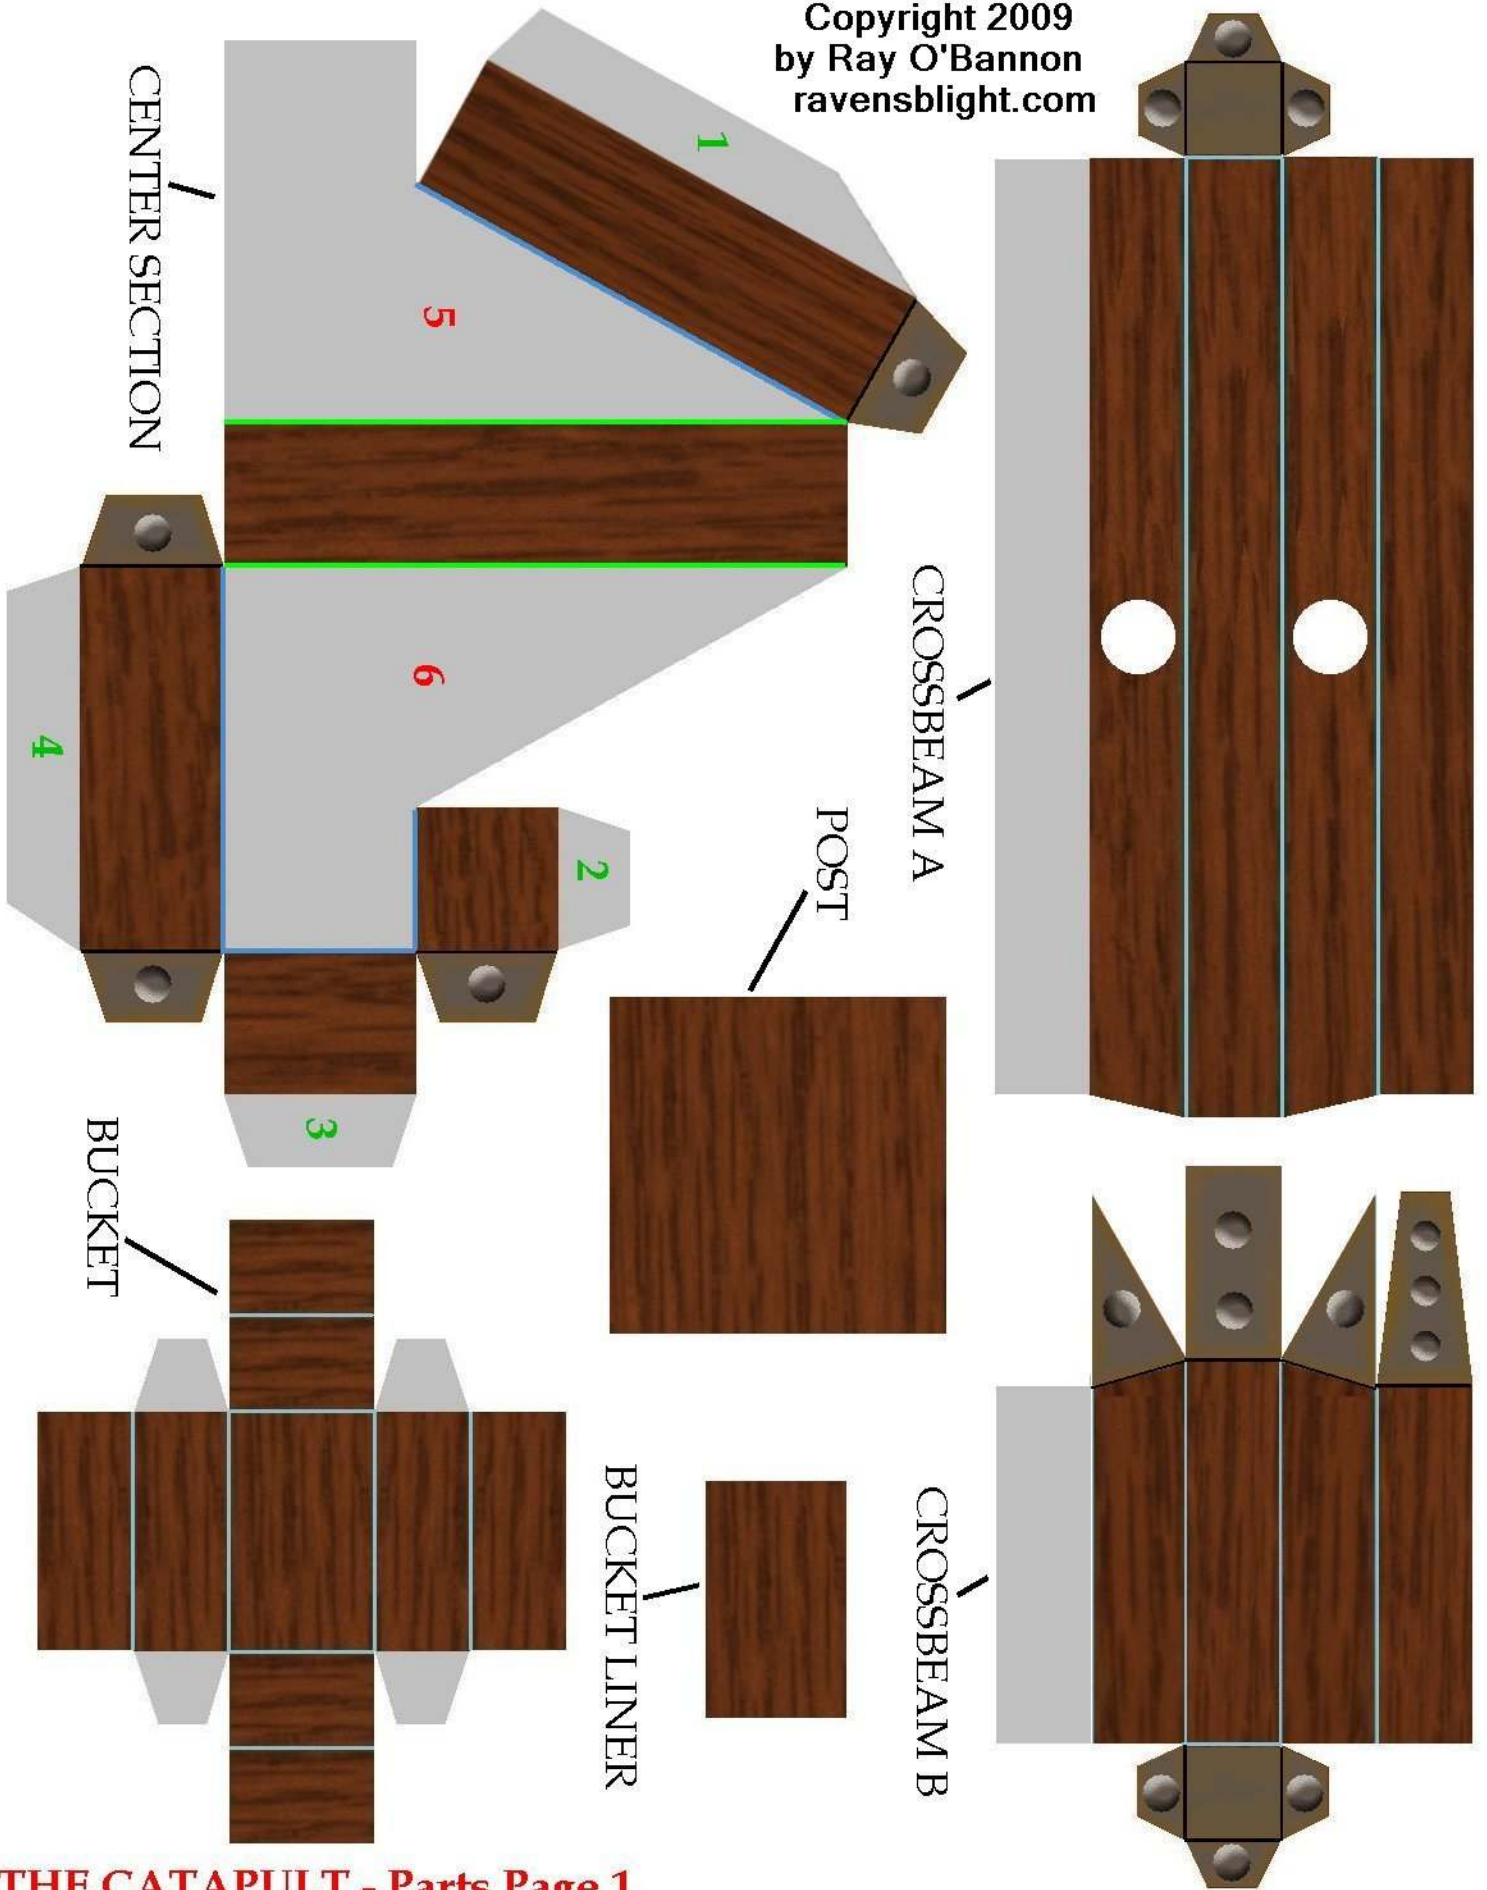 Copyright 2009
by Ray O'Bannon
ravensblight.com
CENTER SECTION
1
5
CROSSBEAM A
6
4
2
POST
3
BUCKET
BUCKET LINER
CROSSBEAM B
THE CATAPULT - Parts Page 1